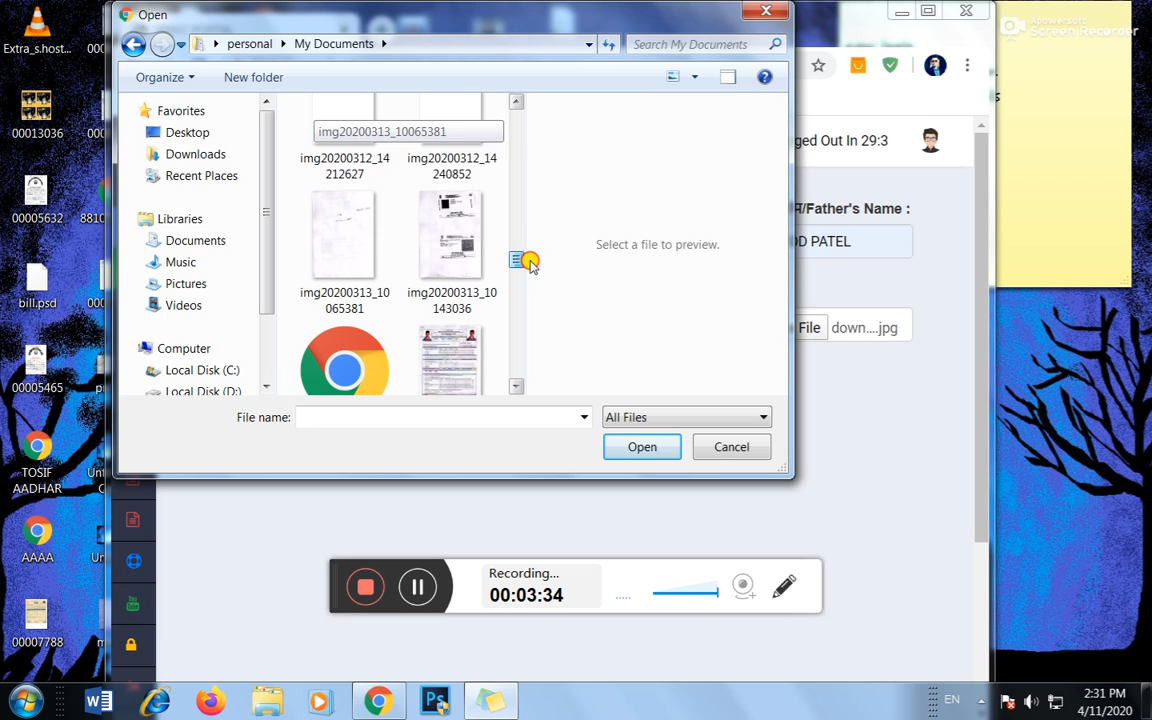 Open
personal
My Documents
Search My Documents
Organize
New folder
Favorites
Desktop
Downloads
Recent Places
Libraries
Documents
Music
Pictures
Videos
Computer
Local Disk (C:)
Local Disk (D:)
img20200313_10065381
img20200312_14
212627
img20200312_14
240852
img20200313_10
065381
img20200313_10
143036
Select a file to preview.
File name:
All Files
Open
Cancel
ged Out In 29:3
/Father's Name :
D PATEL
File
down....jpg
Recording...
00:03:34
Apowersoft
Screen Recorder
Extra_s.host...
00013036
00005632
8810
bill.psd
00005465
TOSIF
AADHAR
AAAA
00007788
EN
2:31 PM
4/11/2020